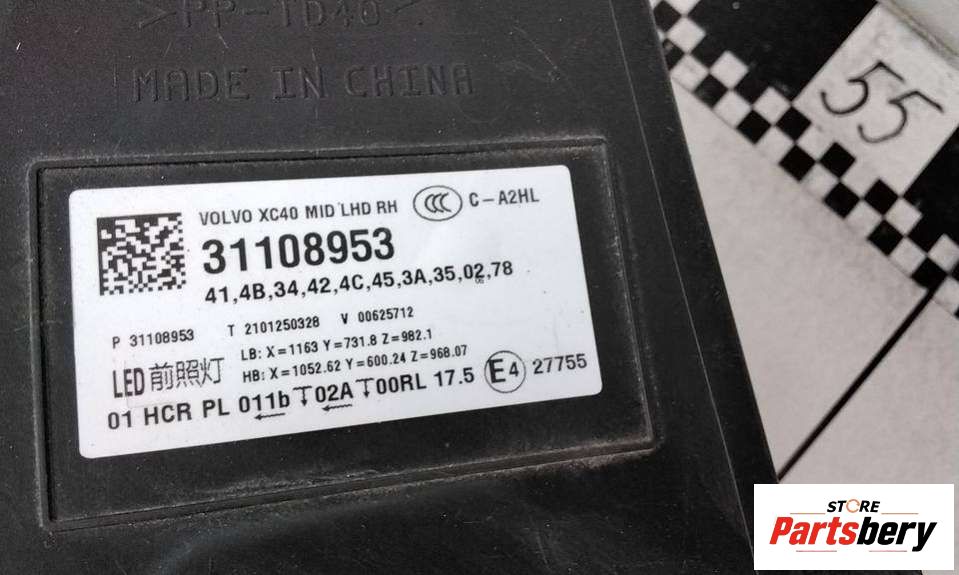 >PP-TD40<
MADE IN CHINA
55
VOLVO XC40 MID LHD RH CCC C-A2HL
31108953
41,4B,34,42,4C,45,3A,35,02,78
P 31108953 T 2101250328 V 00625712
LED前照灯
LB: X=1163 Y=731.8 Z=982.1
HB: X=1052.62 Y=600.24 Z=968.07
01 HCR PL 011b 02A 00RL 17.5 E4 27755
STORE
Partsbery